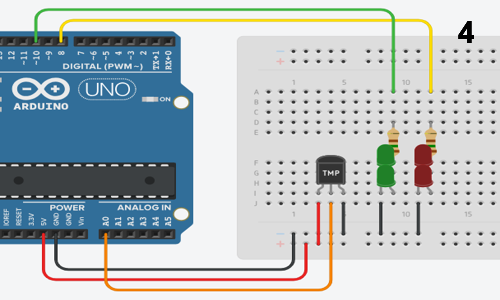 4
~11
~10
~9
8
7
~6
~5
4
~3
2
TX→1
RX←0
DIGITAL (PWM~)
UNO
ARDUINO
ON
TMP
1 5 10 15
A
B
C
D
E
F
G
H
I
J
1 5 10 15
POWER
ANALOG IN
IOREF
RESET
3.3V
5V
GND
GND
Vin
A0
A1
A2
A3
A4
A5